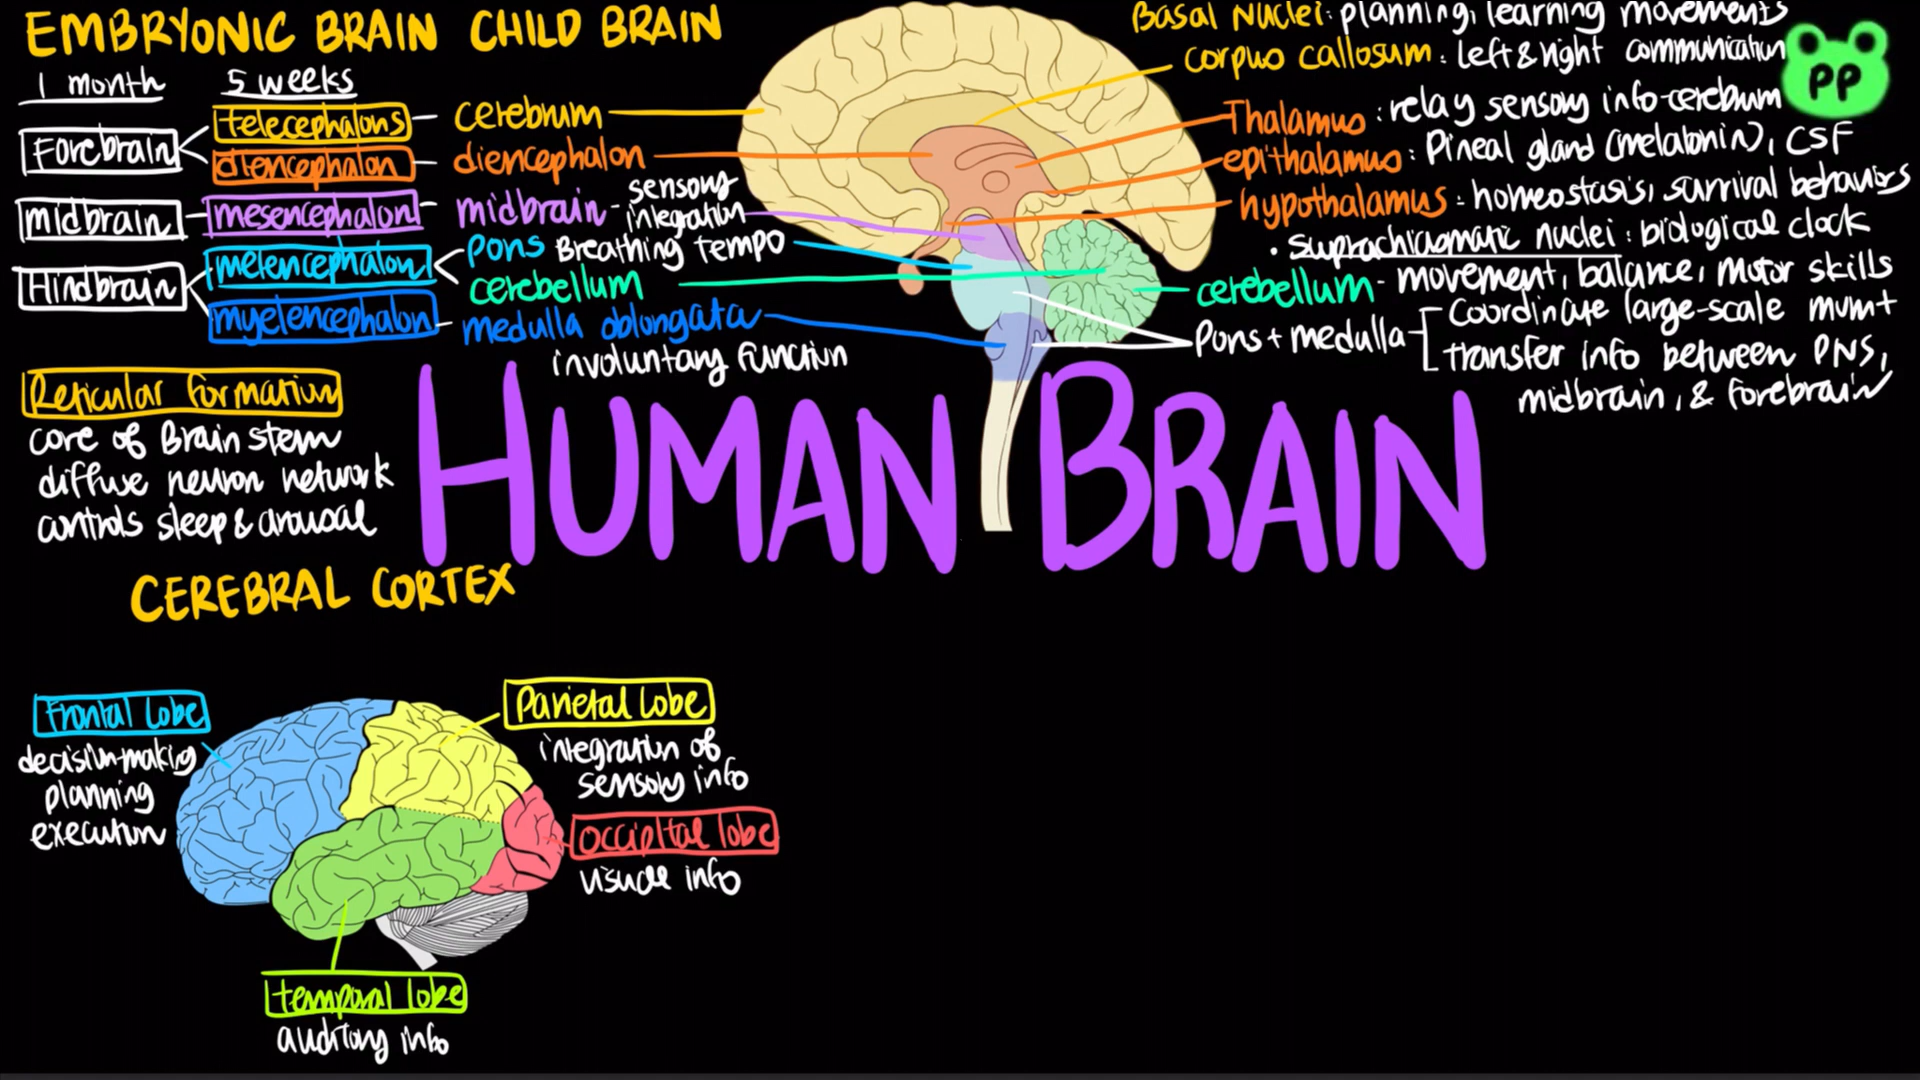 EMBRYONIC BRAIN CHILD BRAIN
1 month 5 weeks
Forebrain
telecephalons
cerebrum
diencephalon
diencephalon
midbrain
mesencephalon
midbrain - sensory
integration
Hindbrain
metencephalon
pons Breathing tempo
cerebellum
myelencephalon
medulla oblongata
involuntary function
Basal Nuclei: planning, learning movements
corpus callosum: left & right communication
PP
Thalamus: relay sensory info-cerebrum
epithalamus: Pineal gland (melatonin), CSF
hypothalamus: homeostasis, survival behaviors
• suprachiasmatic nuclei: biological clock
cerebellum - movement, balance, motor skills
Pons + medulla
coordinate large-scale mvmt
transfer info between PNS,
midbrain, & forebrain
Reticular Formation
core of Brain stem
diffuse neuron network
controls sleep & arousal
HUMAN BRAIN
CEREBRAL CORTEX
Frontal lobe
decision-making
planning
execution
Parietal lobe
integration of
sensory info
occipital lobe
visual info
temporal lobe
auditory info